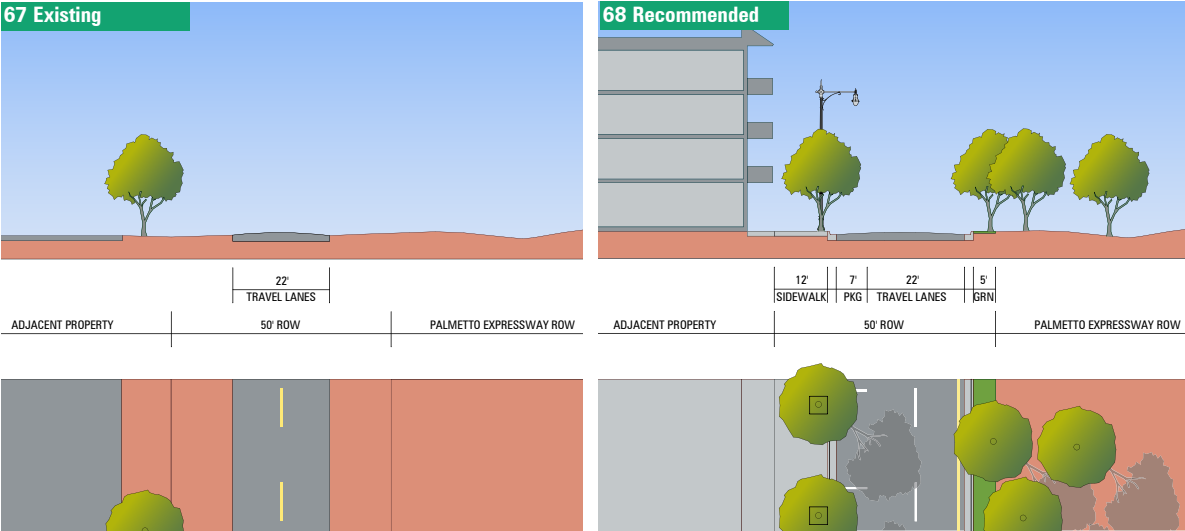 67 Existing
22'
TRAVEL LANES
ADJACENT PROPERTY
50' ROW
PALMETTO EXPRESSWAY ROW
68 Recommended
12'
7'
22'
5'
SIDEWALK
PKG
TRAVEL LANES
GRN
ADJACENT PROPERTY
50' ROW
PALMETTO EXPRESSWAY ROW